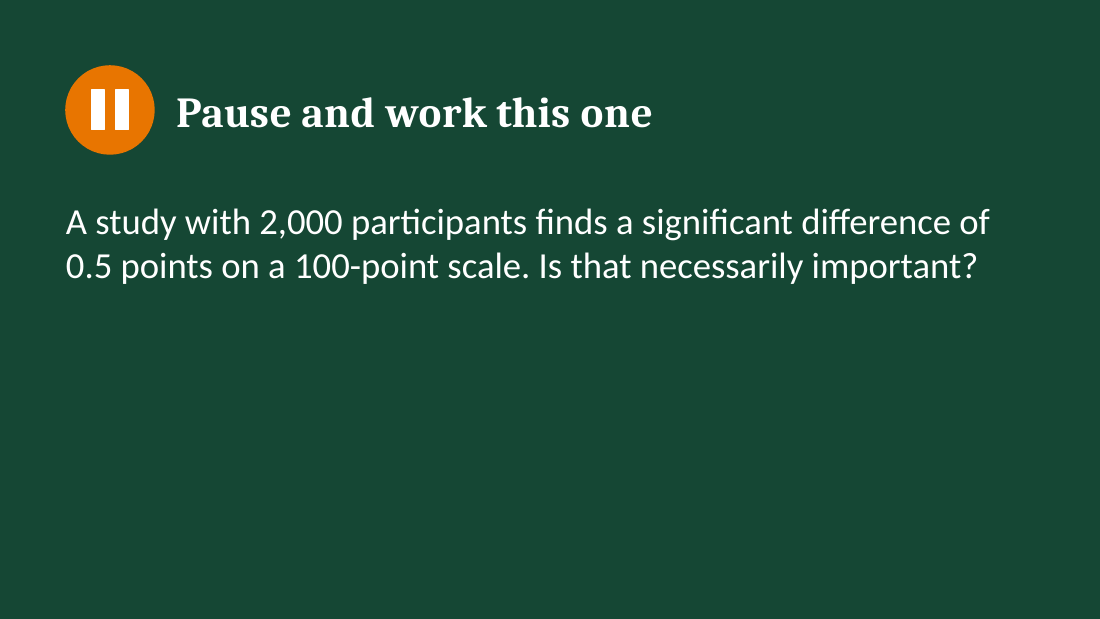 Pause and work this one
A study with 2,000 participants finds a significant difference of
0.5 points on a 100-point scale. Is that necessarily important?